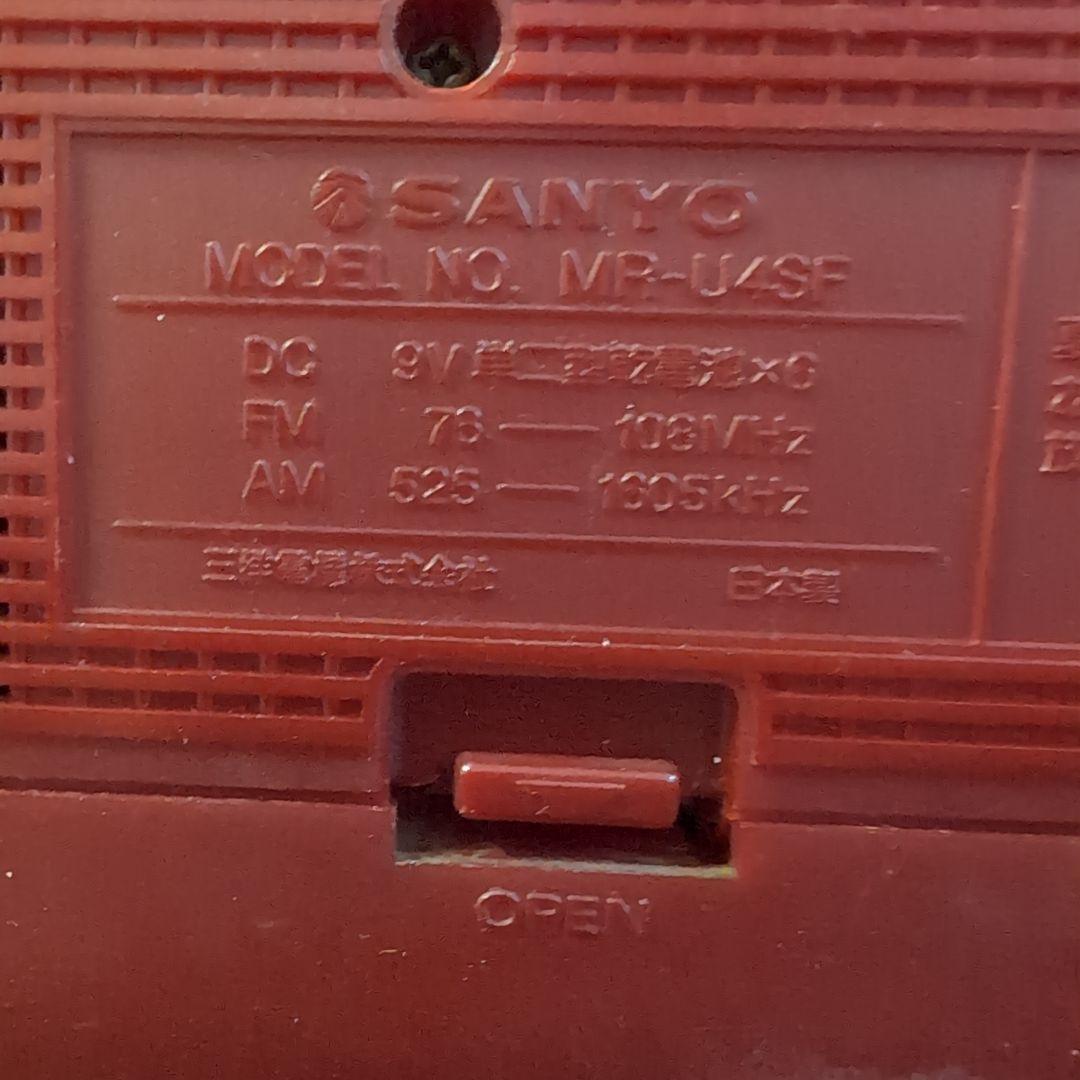 SANYO
MODEL NO. MR-U4SF
DC 9V 単二型乾電池×6
FM 76—108MHz
AM 525—1605kHz
三洋電機株式会社 日本製
OPEN